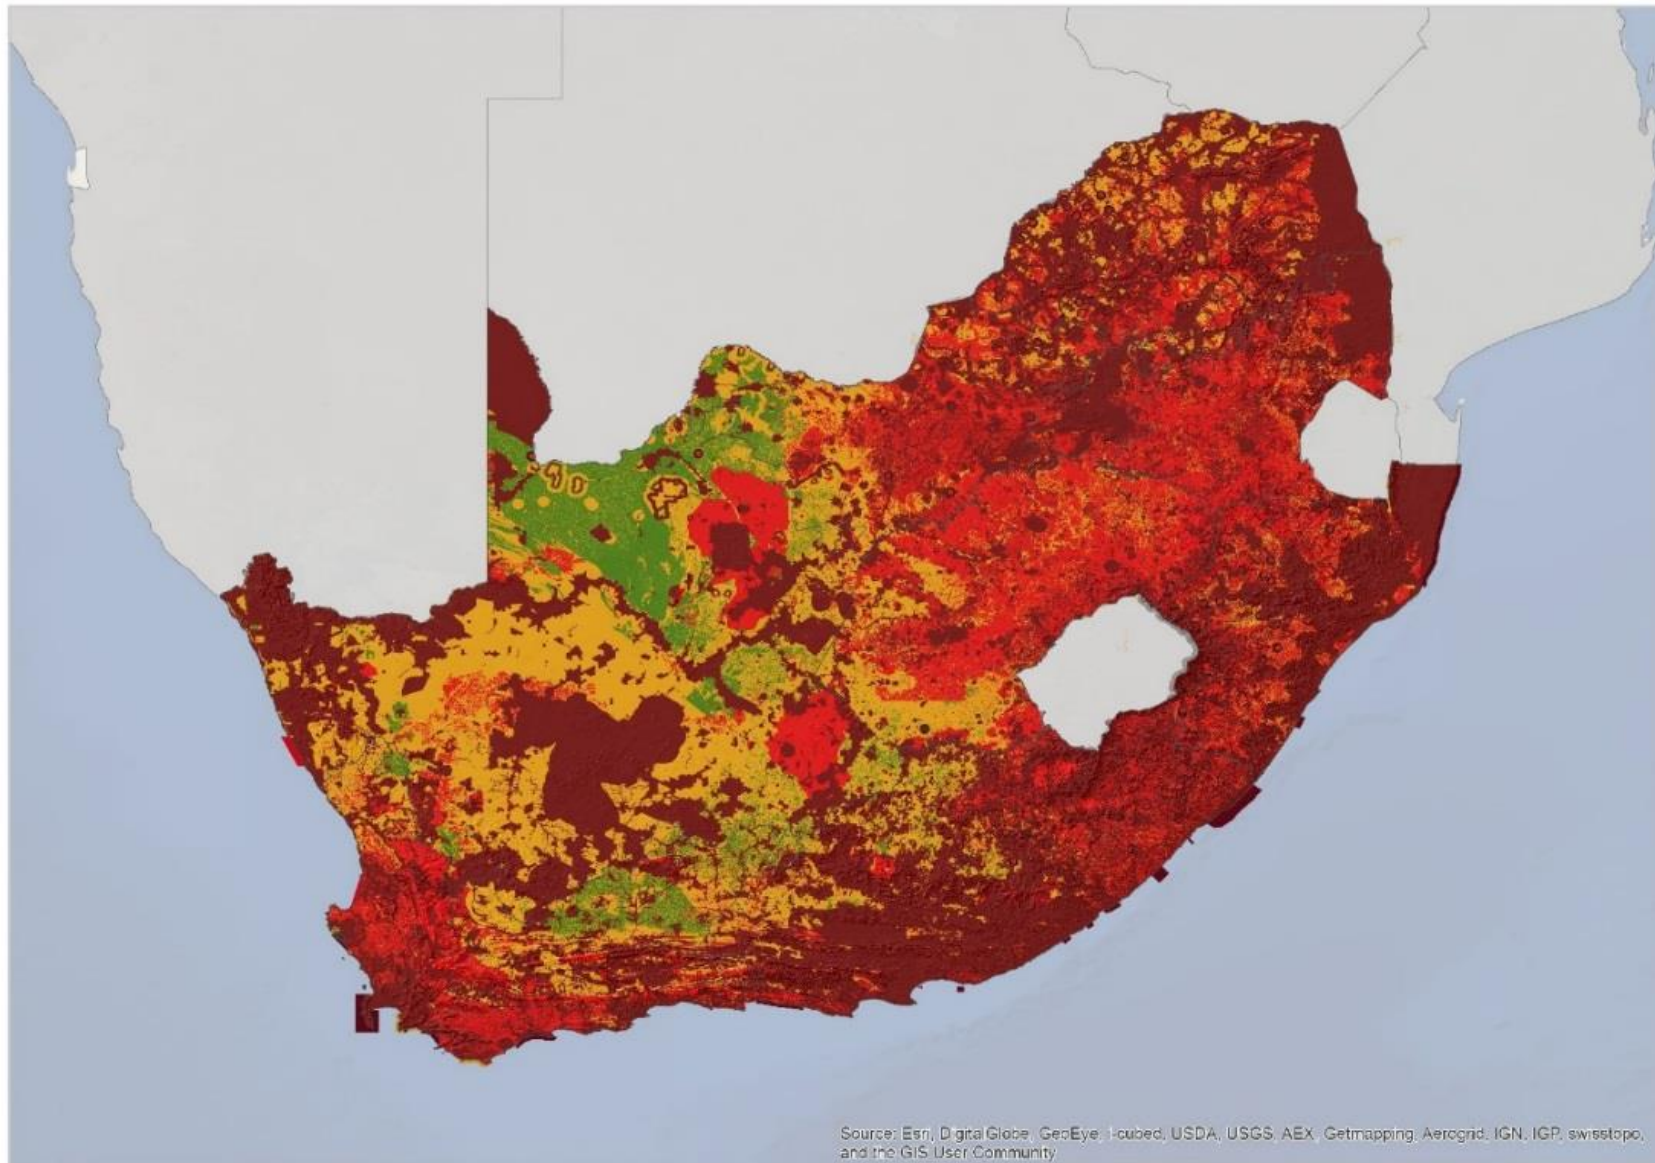 Source: Esri, DigitalGlobe, GeoEye, i-cubed, USDA, USGS, AEX, Getmapping, Aerogrid, IGN, IGP, swisstopo,
and the GIS User Community